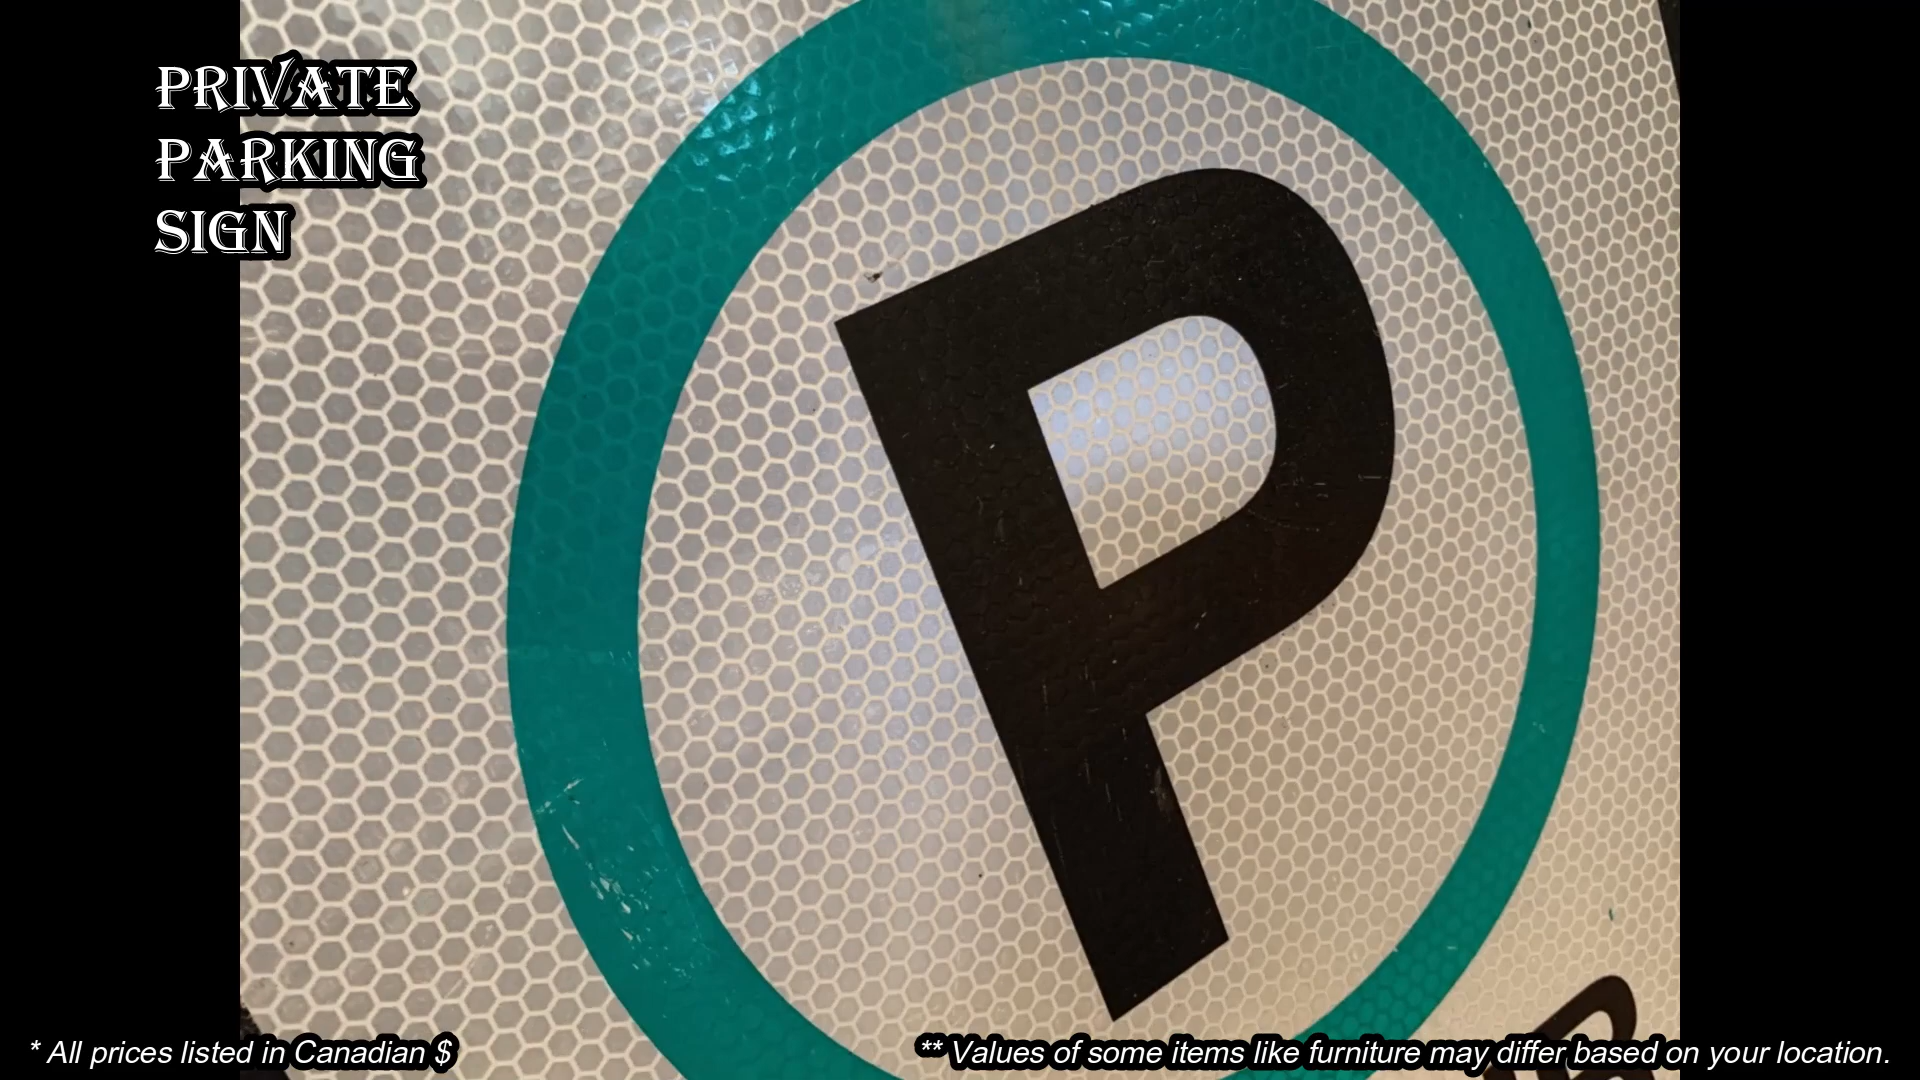 PRIVATE
PARKING
SIGN
P
* All prices listed in Canadian $
** Values of some items like furniture may differ based on your location.